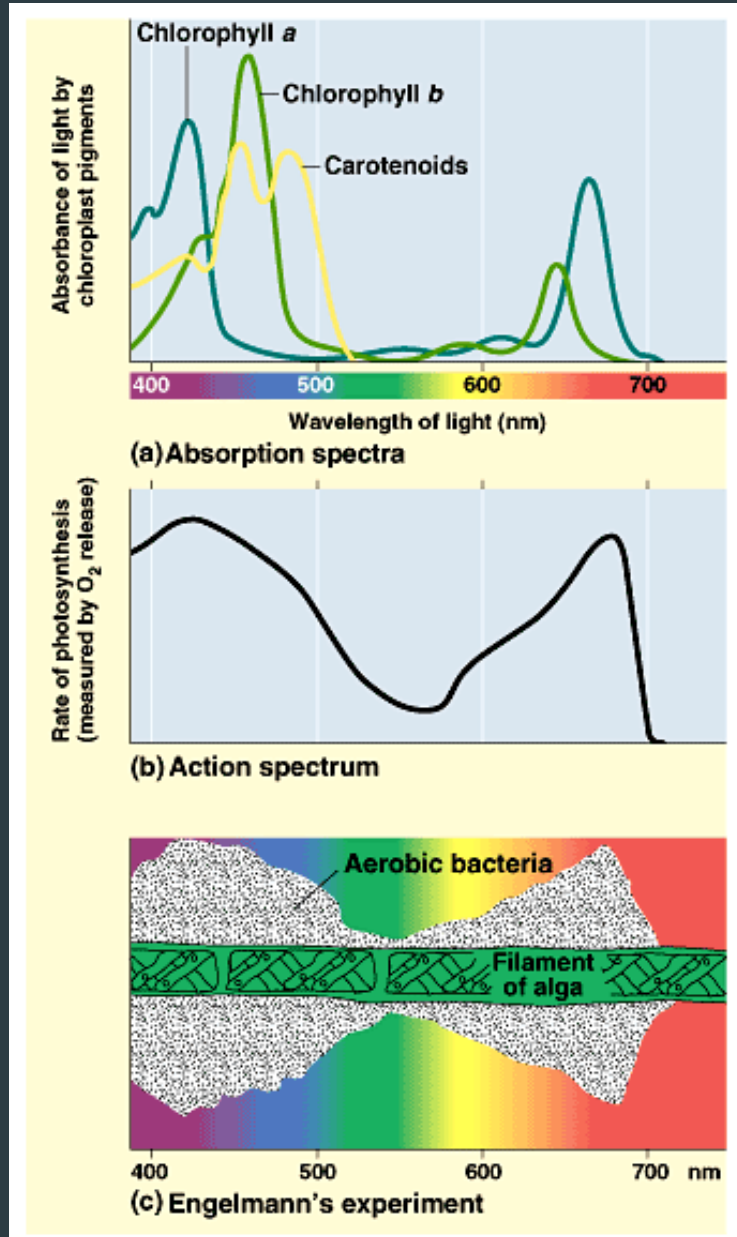 Chlorophyll a
Chlorophyll b
Carotenoids
Absorbance of light by
chloroplast pigments
400 500 600 700
Wavelength of light (nm)
(a) Absorption spectra
Rate of photosynthesis
(measured by O₂ release)
(b) Action spectrum
Aerobic bacteria
Filament
of alga
400 500 600 700 nm
(c) Engelmann's experiment